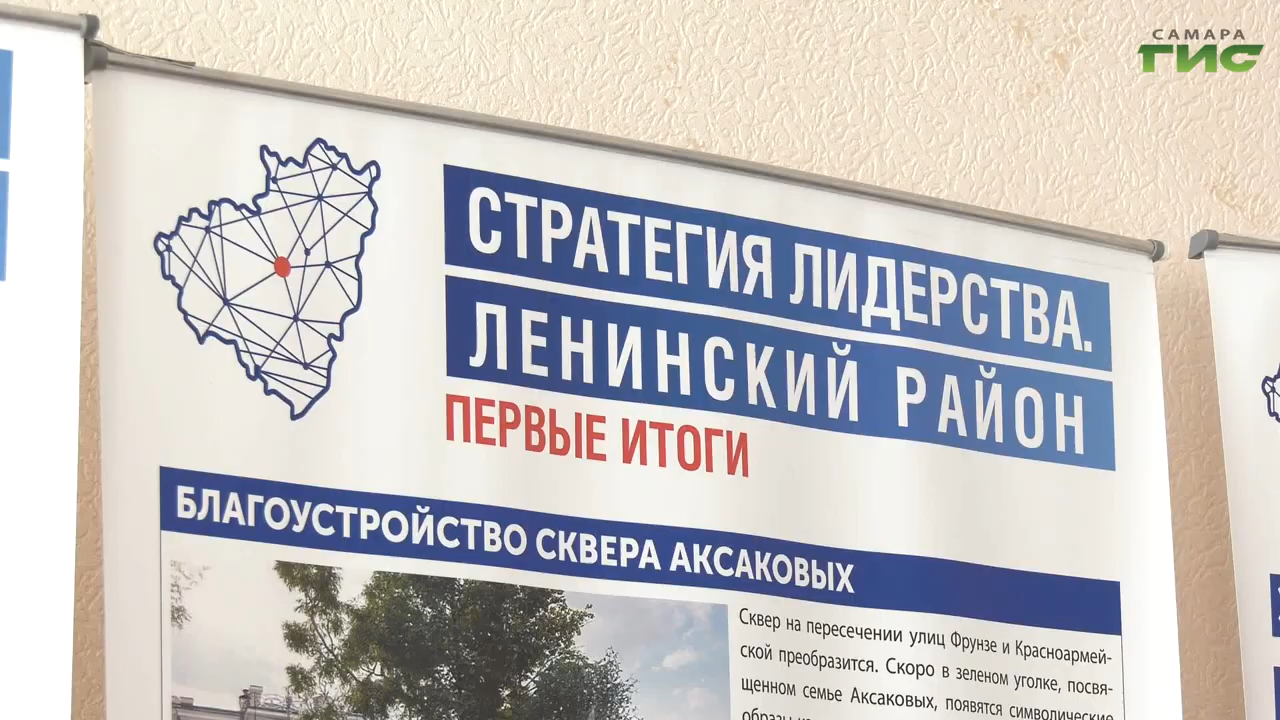 САМАРА
ГИС
СТРАТЕГИЯ ЛИДЕРСТВА.
ЛЕНИНСКИЙ РАЙОН
ПЕРВЫЕ ИТОГИ
БЛАГОУСТРОЙСТВО СКВЕРА АКСАКОВЫХ
Сквер на пересечении улиц Фрунзе и Красноармей-
ской преобразится. Скоро в зеленом уголке, посвя-
щенном семье Аксаковых, появятся символические
образы